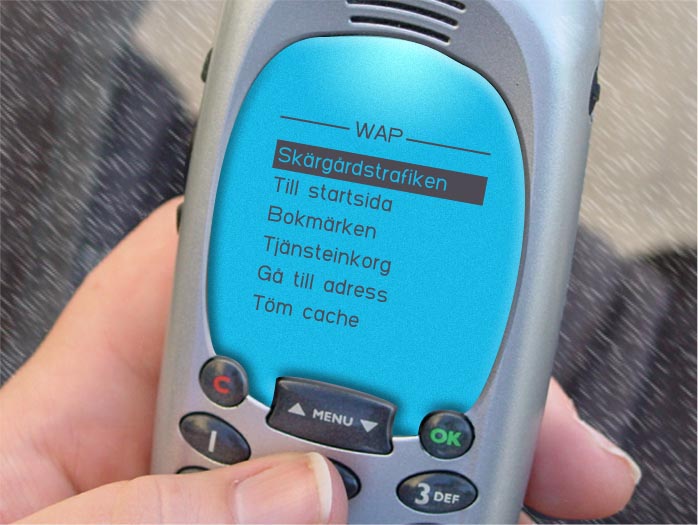 WAP
Skärgårdstrafiken
Till startsida
Bokmärken
Tjänsteinkorg
Gå till adress
Töm cache
C
MENU
OK
1
3 DEF